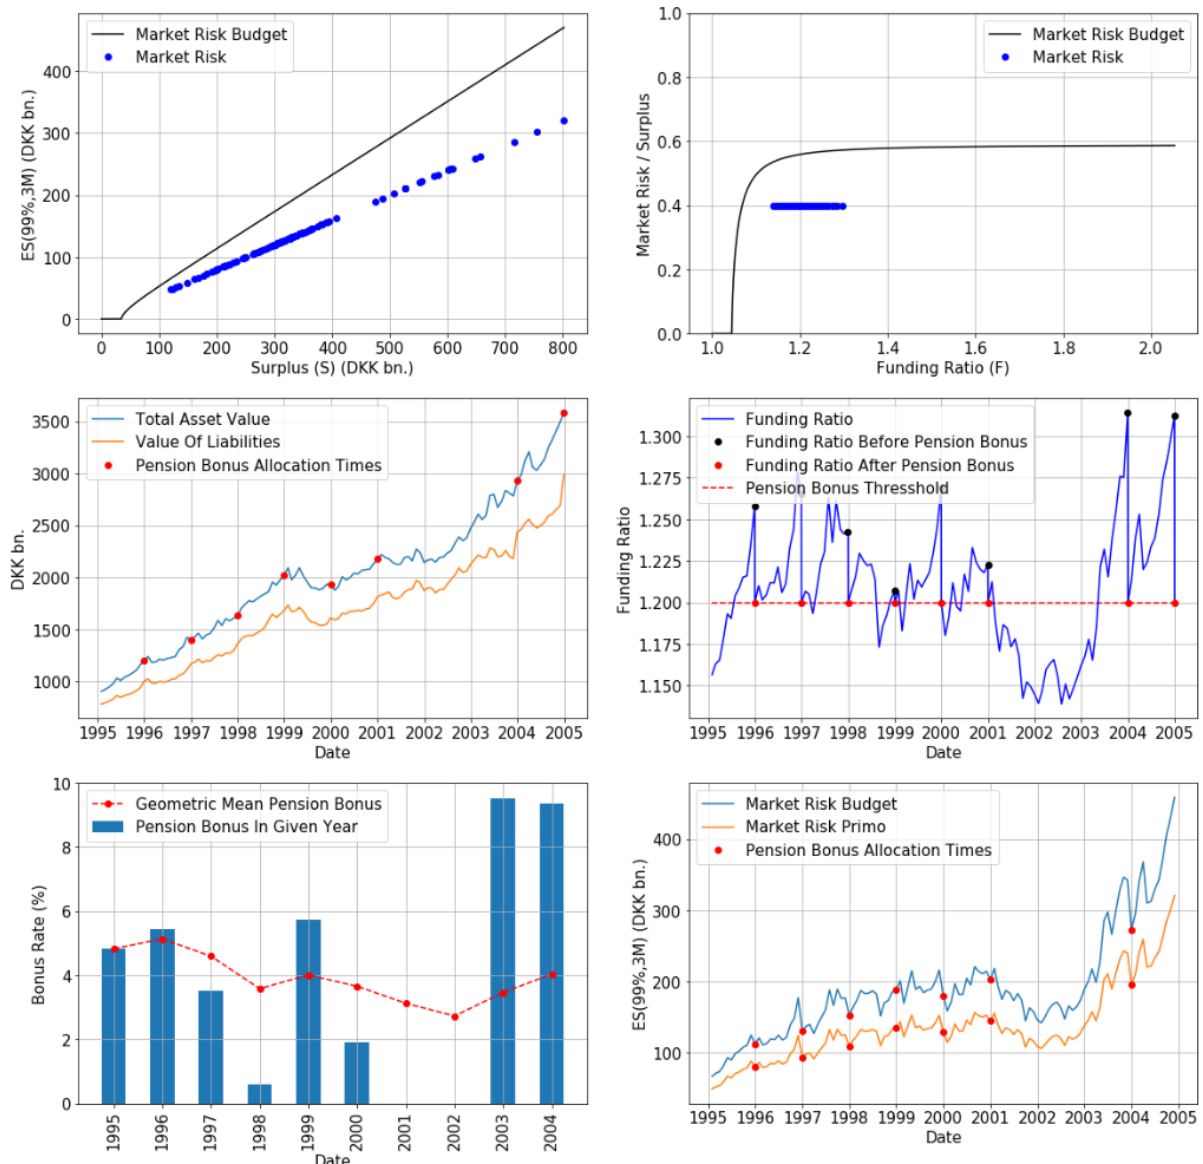 Market Risk Budget
Market Risk
ES(99%,3M) (DKK bn.)
400
300
200
100
0
0 100 200 300 400 500 600 700 800
Surplus (S) (DKK bn.)
Market Risk Budget
Market Risk
Market Risk / Surplus
1.0
0.8
0.6
0.4
0.2
0.0
1.0 1.2 1.4 1.6 1.8 2.0
Funding Ratio (F)
Total Asset Value
Value Of Liabilities
Pension Bonus Allocation Times
DKK bn.
3500
3000
2500
2000
1500
1000
1995 1996 1997 1998 1999 2000 2001 2002 2003 2004 2005
Date
Funding Ratio
Funding Ratio Before Pension Bonus
Funding Ratio After Pension Bonus
Pension Bonus Threshsold
Funding Ratio
1.300
1.275
1.250
1.225
1.200
1.175
1.150
1995 1996 1997 1998 1999 2000 2001 2002 2003 2004 2005
Date
Geometric Mean Pension Bonus
Pension Bonus In Given Year
Bonus Rate (%)
10
8
6
4
2
0
1995 1996 1997 1998 1999 2000 2001 2002 2003 2004
Date
Market Risk Budget
Market Risk Primo
Pension Bonus Allocation Times
ES(99%,3M) (DKK bn.)
400
300
200
100
1995 1996 1997 1998 1999 2000 2001 2002 2003 2004 2005
Date